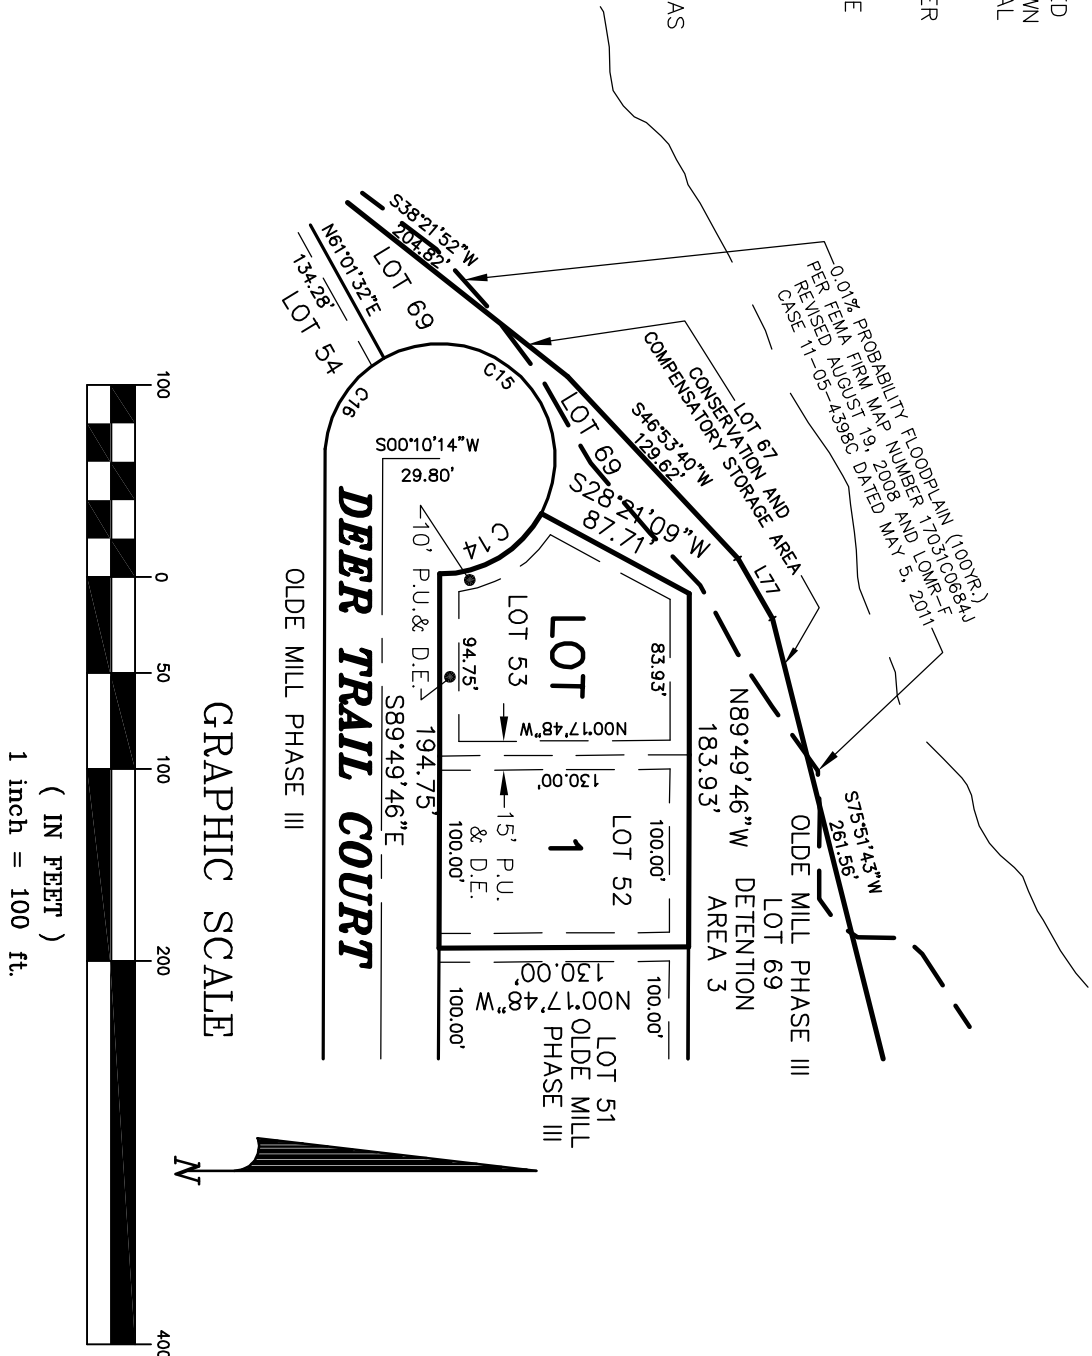 ED
WN
AL
ER
E
AS
0.01% PROBABILITY FLOODPLAIN (100YR.)
PER FEMA FIRM MAP NUMBER 17031C0684J
REVISED AUGUST 19, 2008 AND LOMR-F
CASE 11-05-4398C DATED MAY 5, 2011
S38°21'52"W
204.82'
LOT 69
N61°01'32"E
134.28'
LOT 54
C15
C16
LOT 67
CONSERVATION AND
COMPENSATORY STORAGE AREA
S46°53'40"W
129.62'
LOT 69
S28°21'09"W
87.71'
L77
S75°51'43"W
261.56'
OLDE MILL PHASE III
LOT 69
DETENTION
AREA 3
N89°49'46"W
183.93'
S00°10'14"W
29.80'
C14
10' P.U.& D.E.
83.93'
LOT
1
LOT 53
94.75'
N00°17'48"W
130.00'
15' P.U.
& D.E.
LOT 52
100.00'
100.00'
194.75'
S89°49'46"E
130.00'
N00°17'48"W
100.00'
100.00'
LOT 51
OLDE MILL
PHASE III
DEER TRAIL COURT
OLDE MILL PHASE III
N
GRAPHIC SCALE
100
0
50
100
200
400
( IN FEET )
1 inch = 100 ft.